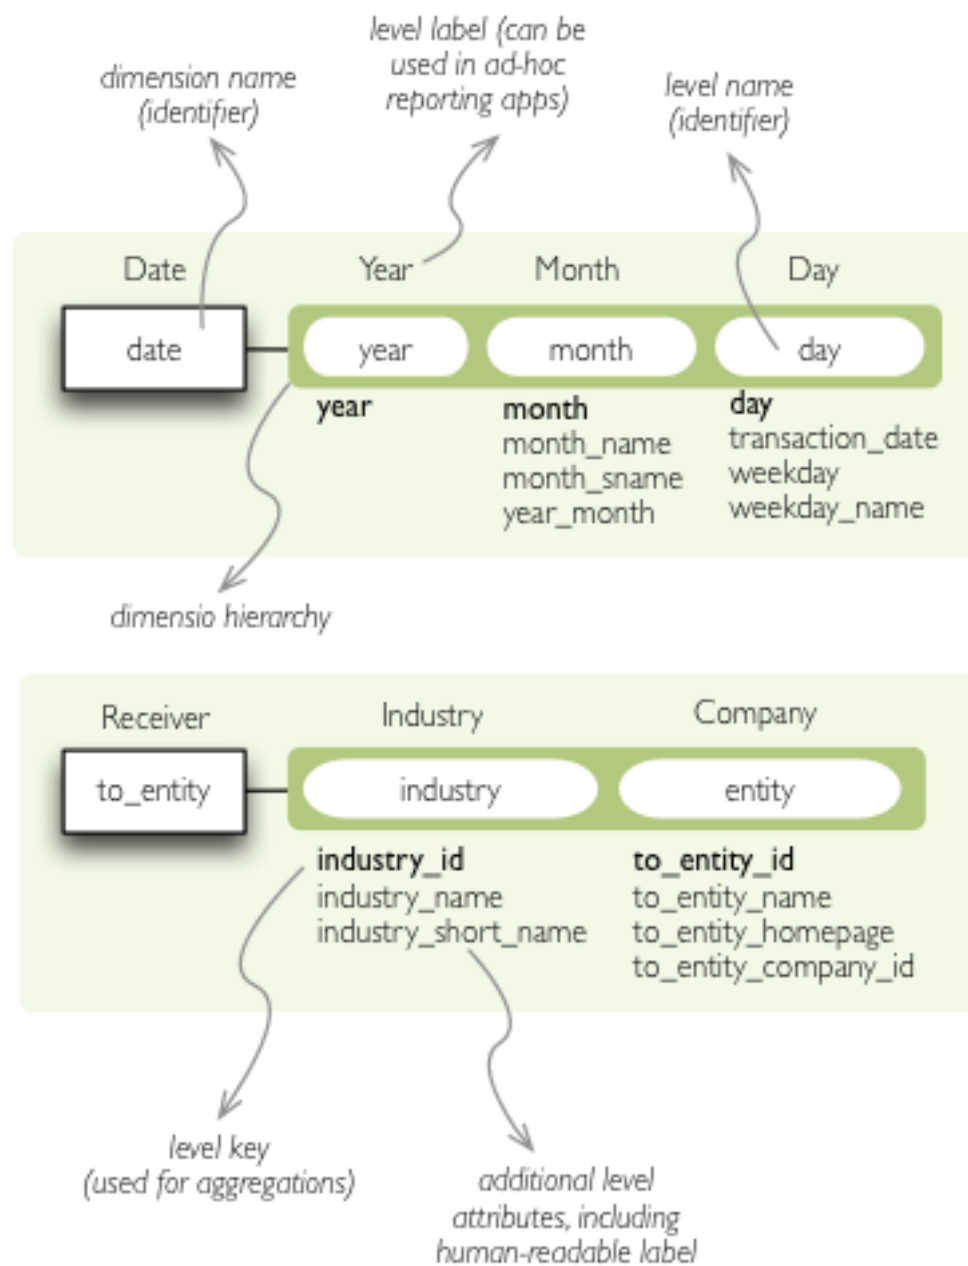 dimension name
(identifier)
level label (can be
used in ad-hoc
reporting apps)
level name
(identifier)
Date
Year
Month
Day
date
year
month
day
year
month
month_name
month_sname
year_month
day
transaction_date
weekday
weekday_name
dimensio hierarchy
Receiver
Industry
Company
to_entity
industry
entity
industry_id
industry_name
industry_short_name
to_entity_id
to_entity_name
to_entity_homepage
to_entity_company_id
level key
(used for aggregations)
additional level
attributes, including
human-readable label